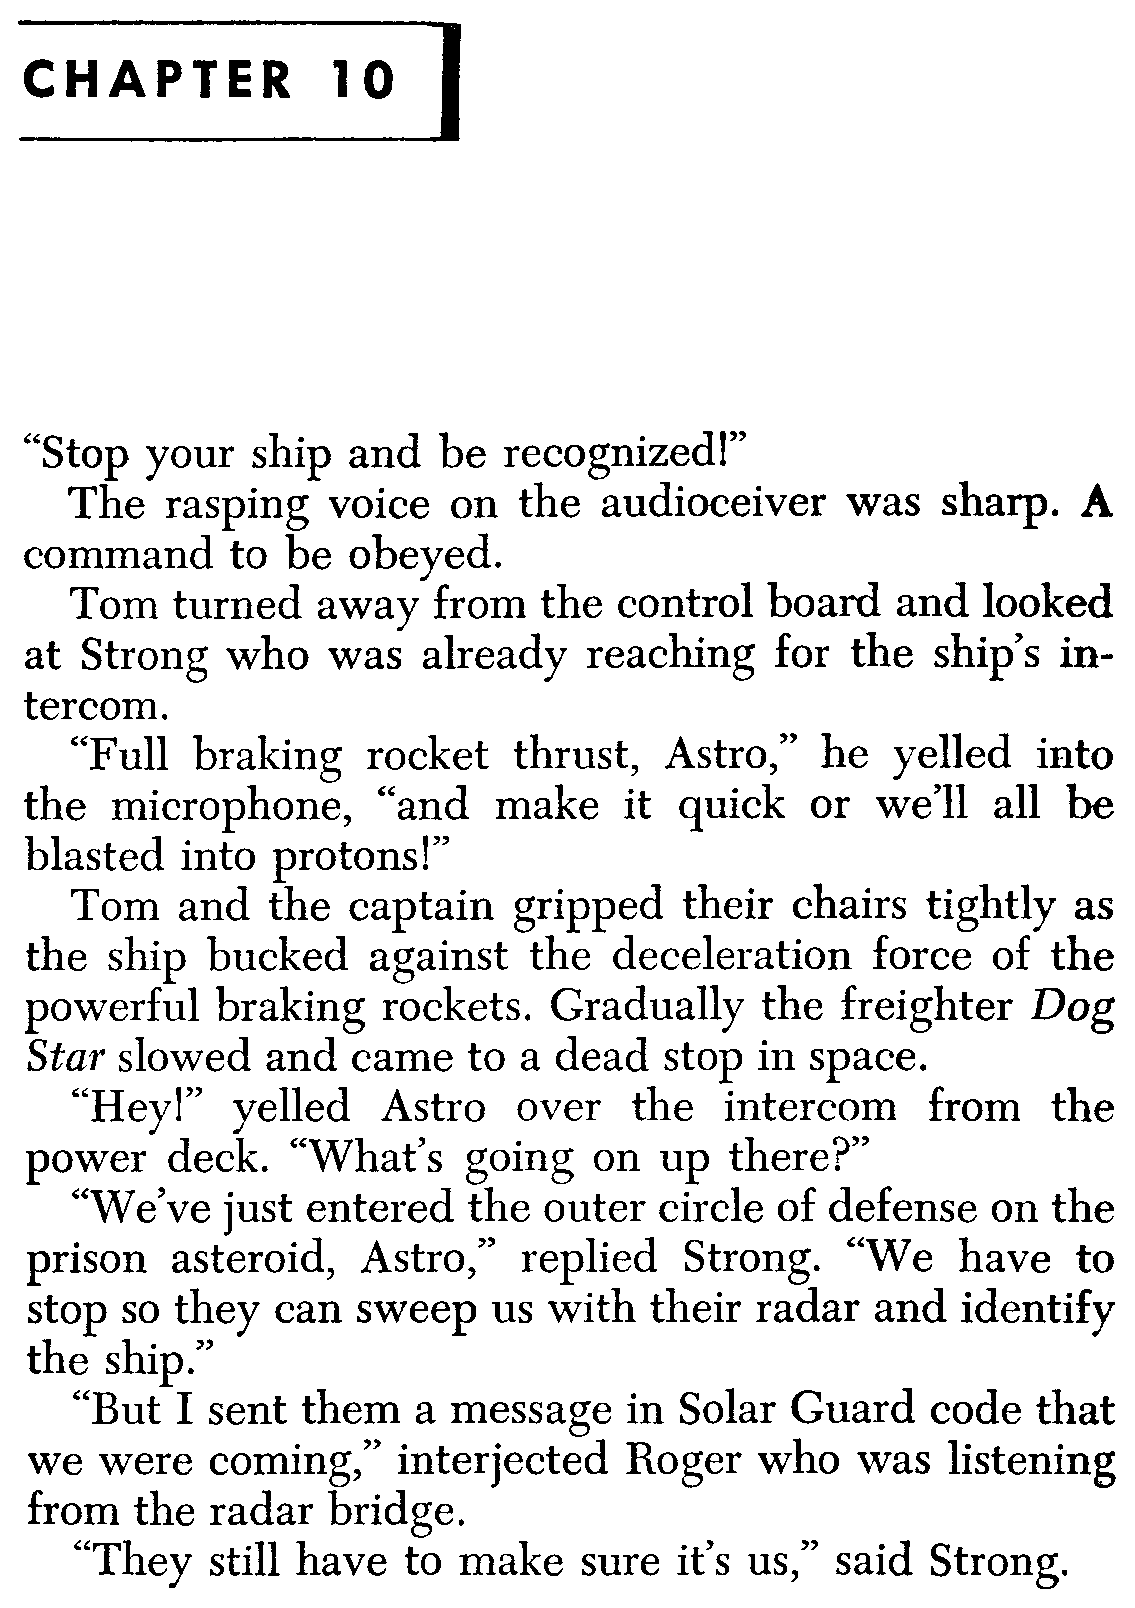 CHAPTER 10
“Stop your ship and be recognized!”
The rasping voice on the audioceiver was sharp. A
command to be obeyed.
Tom turned away from the control board and looked
at Strong who was already reaching for the ship’s in-
tercom.
“Full braking rocket thrust, Astro,” he yelled into
the microphone, “and make it quick or we’ll all be
blasted into protons!”
Tom and the captain gripped their chairs tightly as
the ship bucked against the deceleration force of the
powerful braking rockets. Gradually the freighter Dog
Star slowed and came to a dead stop in space.
“Hey!” yelled Astro over the intercom from the
power deck. “What’s going on up there?”
“We’ve just entered the outer circle of defense on the
prison asteroid, Astro,” replied Strong. “We have to
stop so they can sweep us with their radar and identify
the ship.”
“But I sent them a message in Solar Guard code that
we were coming,” interjected Roger who was listening
from the radar bridge.
“They still have to make sure it’s us,” said Strong.